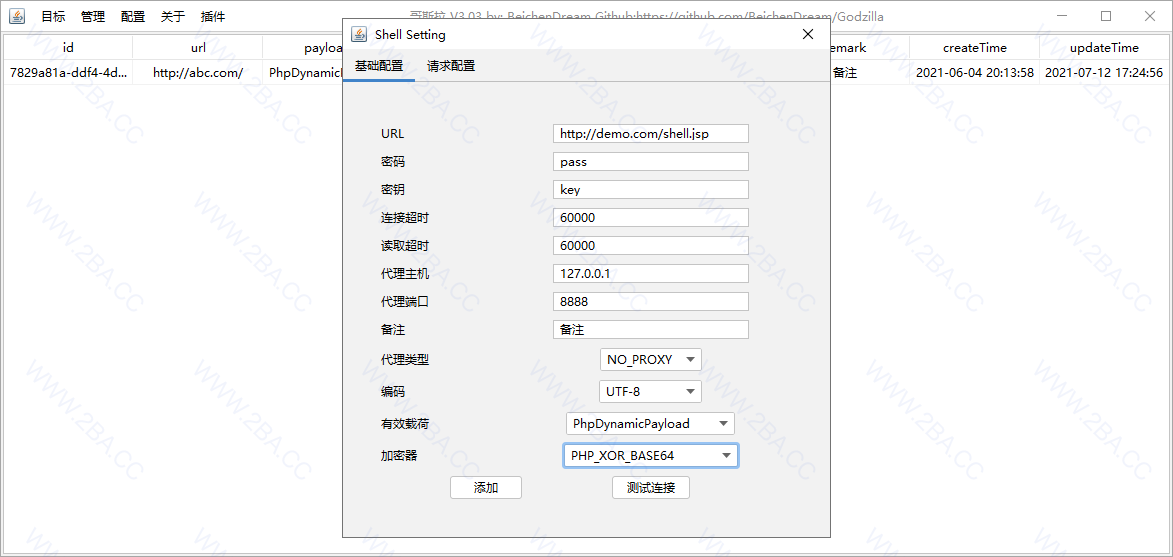 哥斯拉 V3.03 by: BeichenDream Github:https://github.com/BeichenDream/Godzilla
目标 管理 配置 关于 插件
id url payloa emark createTime updateTime
7829a81a-ddf4-4d... http://abc.com/ PhpDynamicl 备注 2021-06-04 20:13:58 2021-07-12 17:24:56
Shell Setting
基础配置 请求配置
URL http://demo.com/shell.jsp
密码 pass
密钥 key
连接超时 60000
读取超时 60000
代理主机 127.0.0.1
代理端口 8888
备注 备注
代理类型 NO_PROXY
编码 UTF-8
有效载荷 PhpDynamicPayload
加密器 PHP_XOR_BASE64
添加 测试连接
WWW.2BA.CC